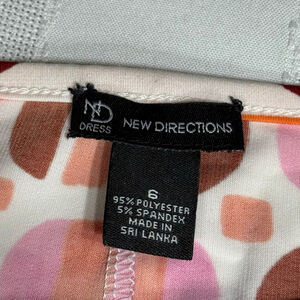 ND
DRESS NEW DIRECTIONS
6
95% POLYESTER
5% SPANDEX
MADE IN
SRI LANKA